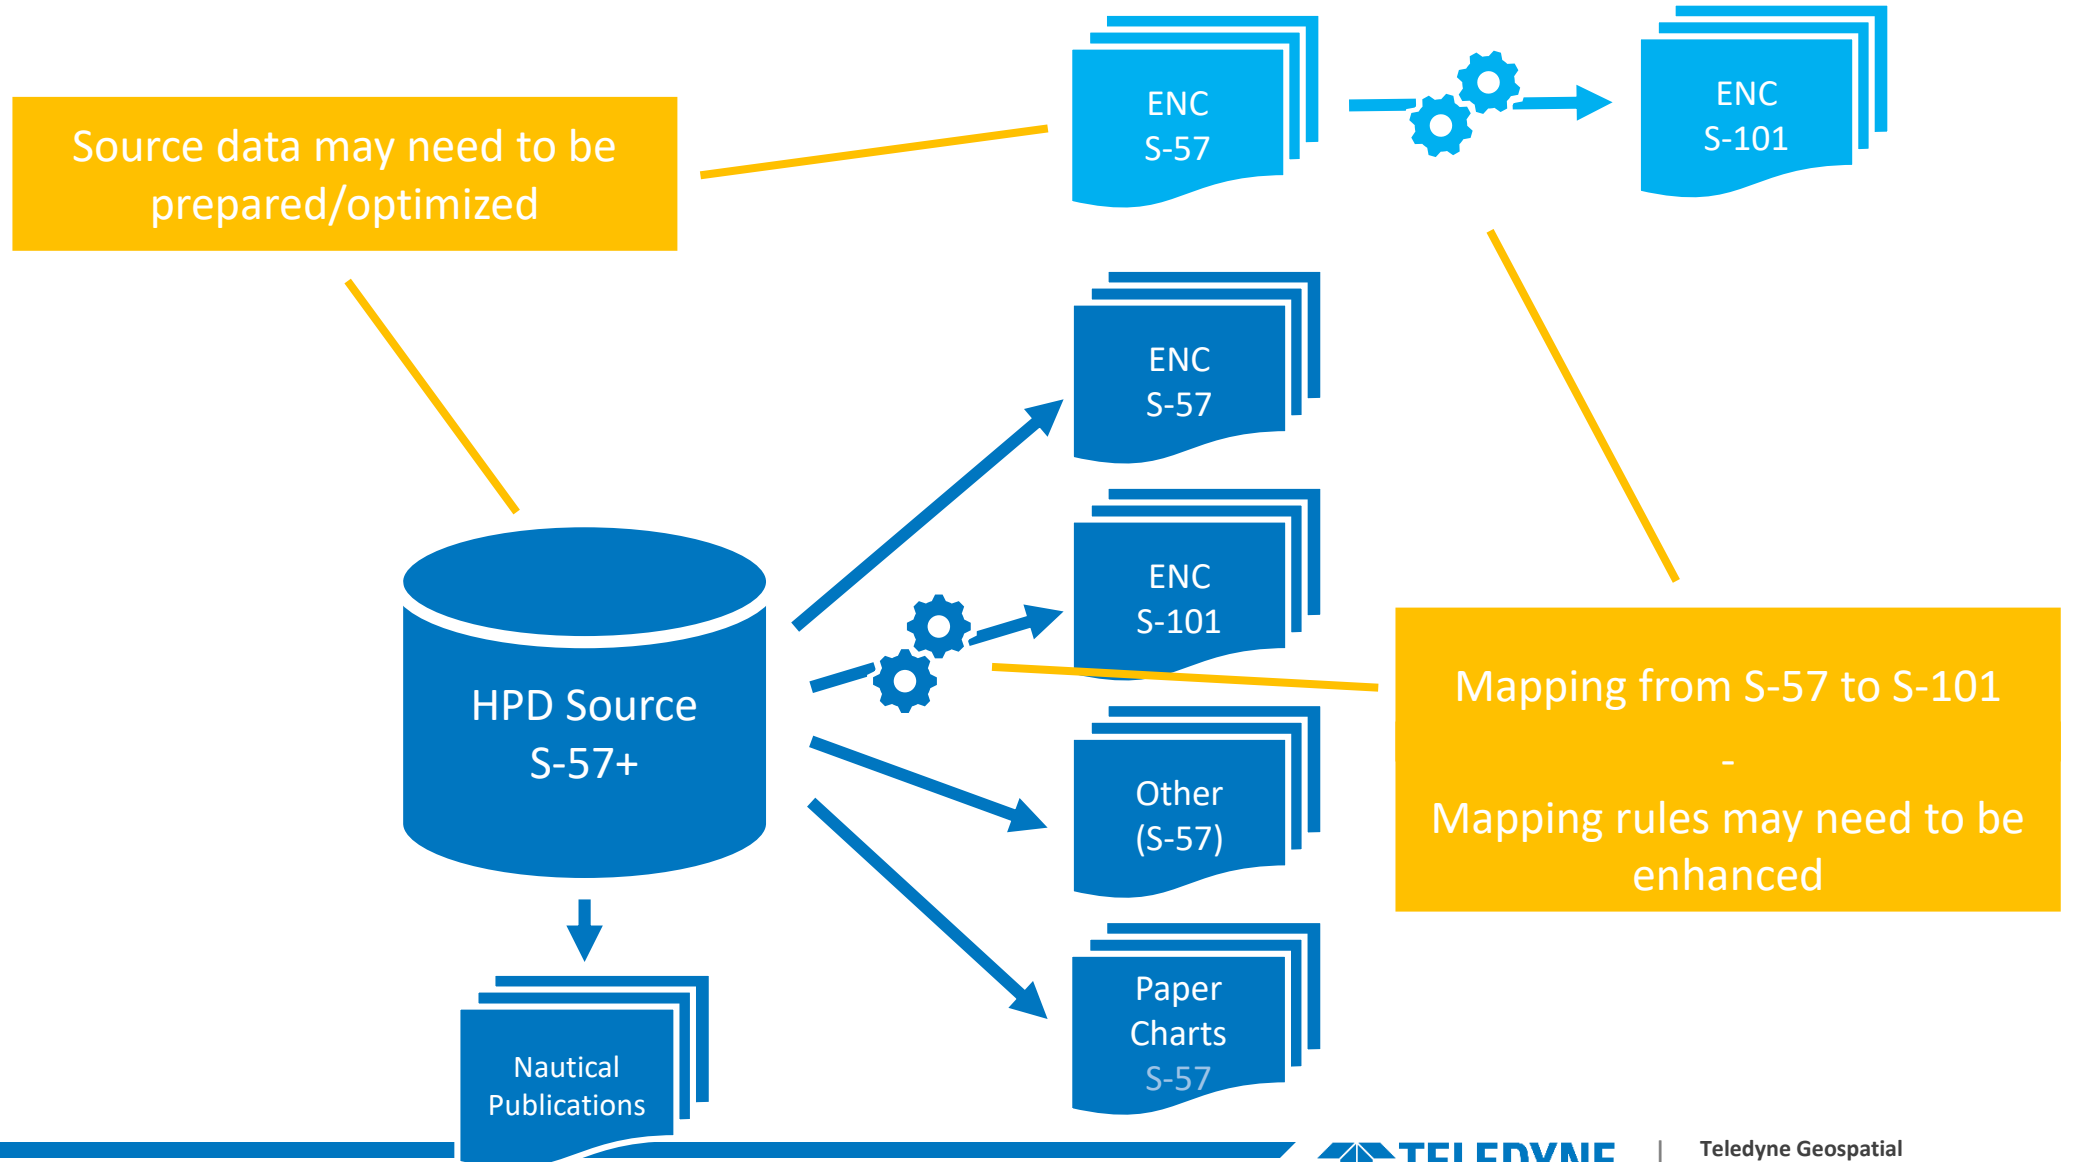 ENC
S-57
ENC
S-101
Source data may need to be
prepared/optimized
ENC
S-57
ENC
S-101
HPD Source
S-57+
Mapping from S-57 to S-101
-
Mapping rules may need to be
enhanced
Other
(S-57)
Paper
Charts
S-57
Nautical
Publications
TELEDYNE
| Teledyne Geospatial